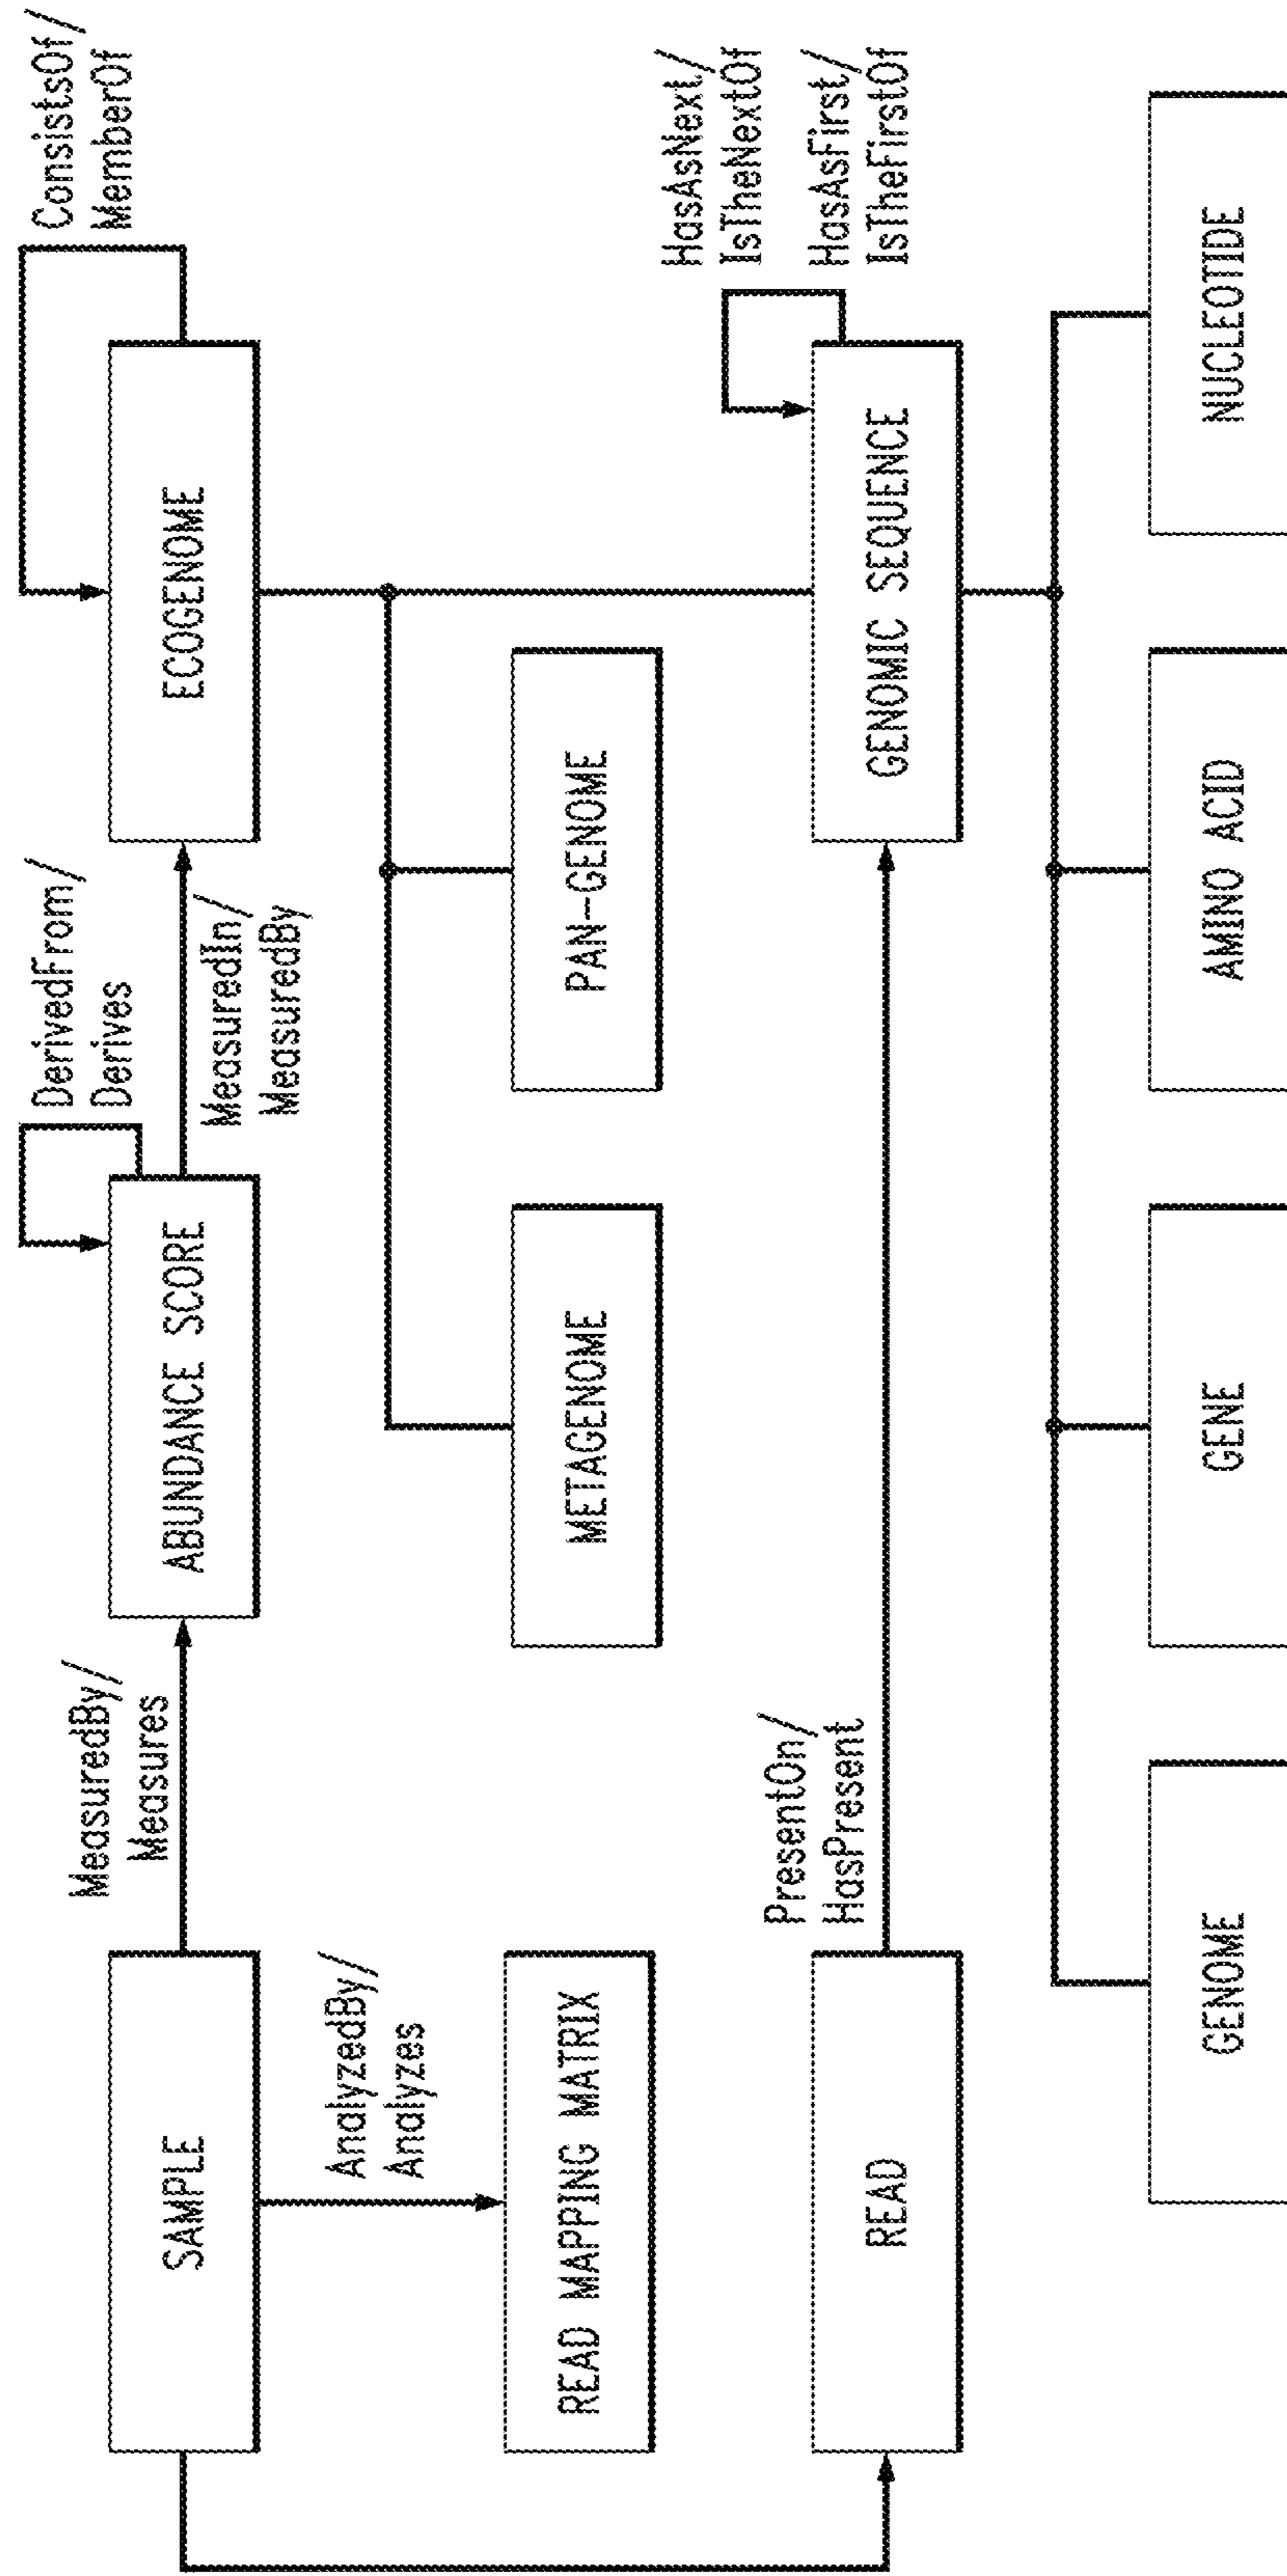 SAMPLE
MeasuredBy/
Measures
ABUNDANCE SCORE
DerivedFrom/
Derives
MeasuredIn/
MeasuredBy
ECOGENOME
ConsistsOf/
MemberOf
AnalyzedBy/
Analyzes
READ MAPPING MATRIX
METAGENOME
PAN-GENOME
READ
PresentOn/
HasPresent
GENOMIC SEQUENCE
HasAsNext/
IsTheNextOf
HasAsFirst/
IsTheFirstOf
GENOME
GENE
AMINO ACID
NUCLEOTIDE